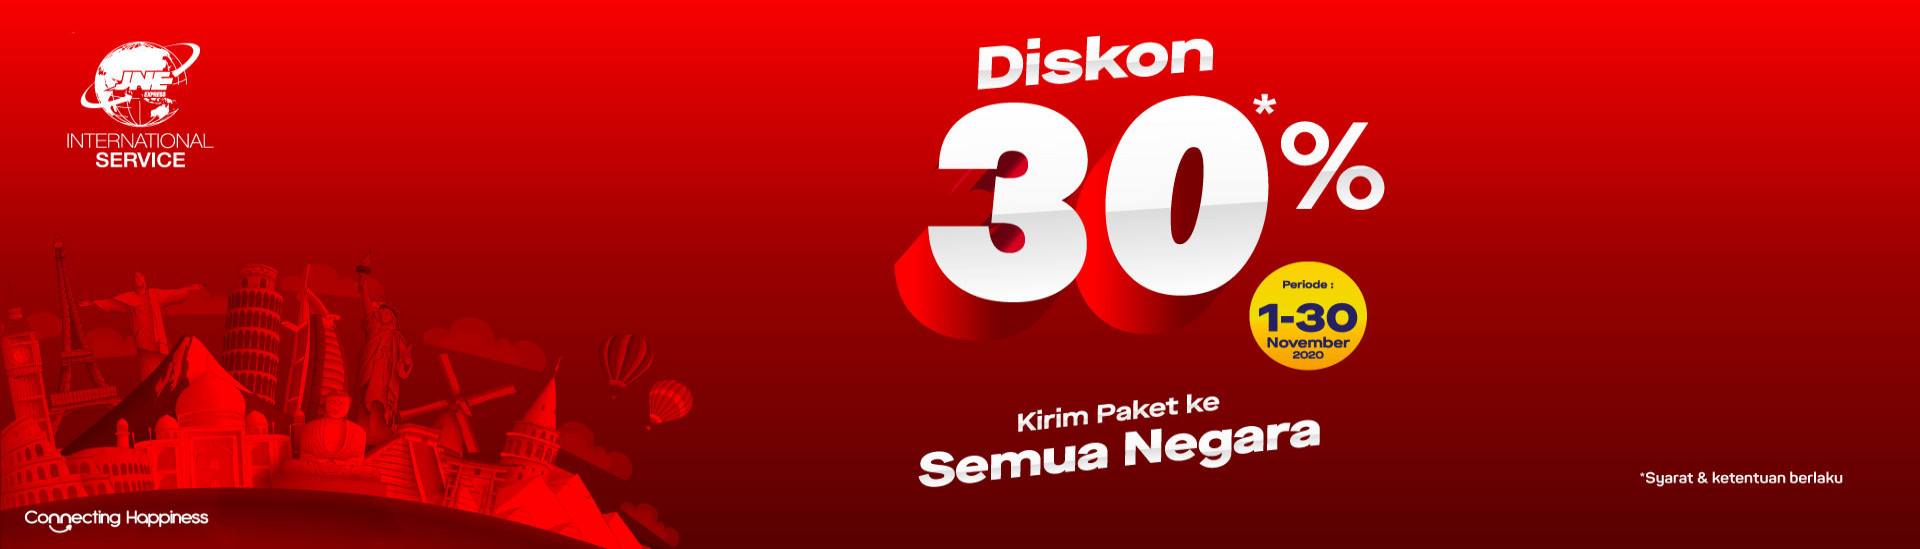 JNE
EXPRESS
INTERNATIONAL
SERVICE
Diskon
30*%
Periode :
1-30
November
2020
Kirim Paket ke
Semua Negara
*Syarat & ketentuan berlaku
Connecting Happiness